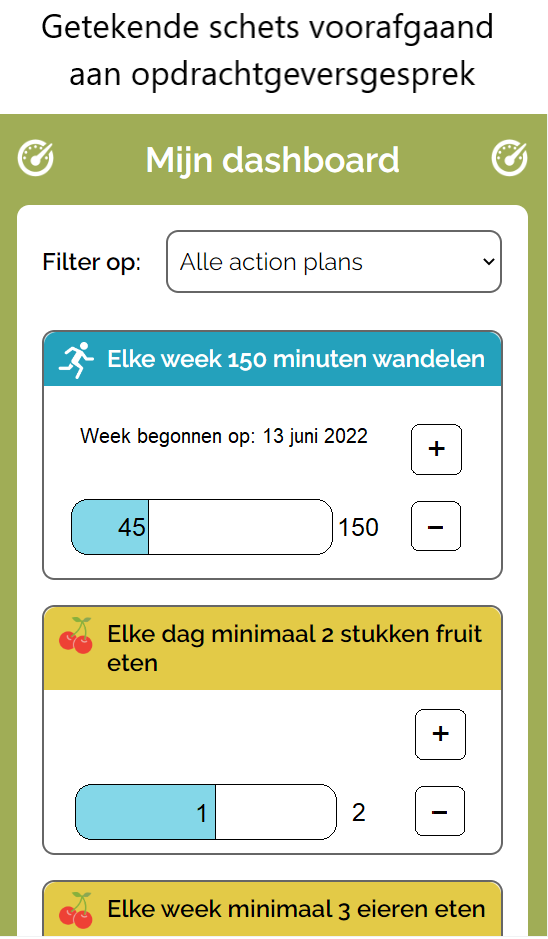 Getekende schets voorafgaand
aan opdrachtgeversgesprek
Mijn dashboard
Filter op:
Alle action plans
Elke week 150 minuten wandelen
Week begonnen op: 13 juni 2022
+
45
150
−
Elke dag minimaal 2 stukken fruit
eten
+
1
2
−
Elke week minimaal 3 eieren eten